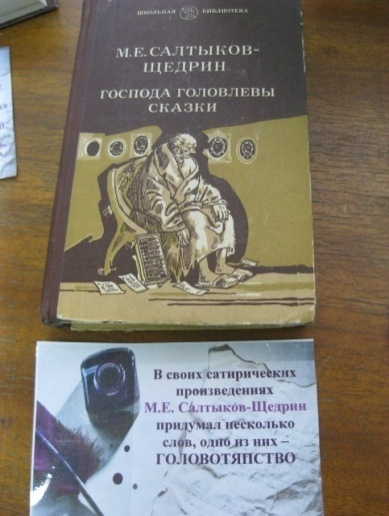 ШКОЛЬНАЯ БИБЛИОТЕКА
М.Е.САЛТЫКОВ-
ЩЕДРИН
ГОСПОДА ГОЛОВЛЕВЫ
СКАЗКИ
В своих сатирических
произведениях
М.Е. Салтыков-Щедрин
придумал несколько
слов, одно из них –
ГОЛОВОТЯПСТВО